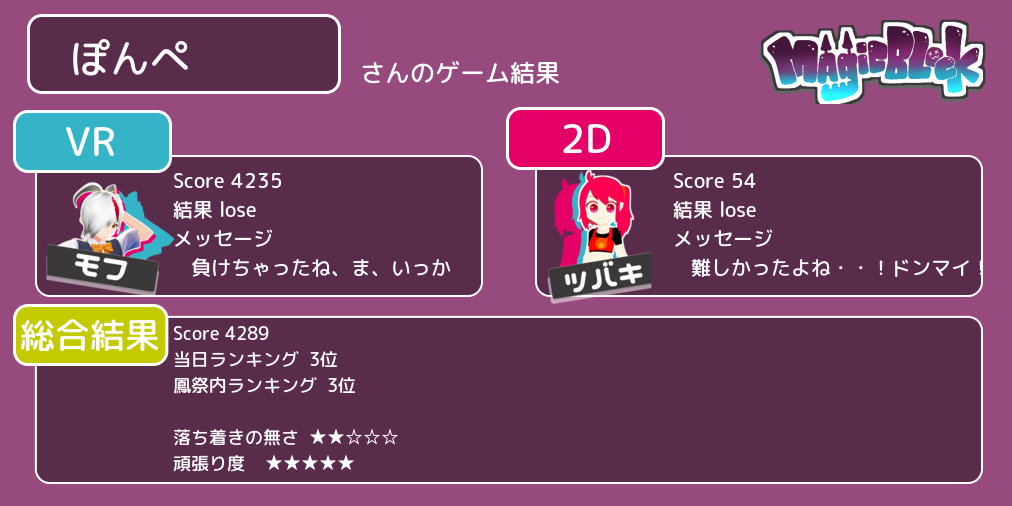 ぽんぺ
さんのゲーム結果
MagicBLock
VR
Score 4235
結果 lose
メッセージ
負けちゃったね、ま、いっか
モフ
2D
Score 54
結果 lose
メッセージ
難しかったよね・・！ドンマイ！
ツバキ
総合結果
Score 4289
当日ランキング 3位
鳳祭内ランキング 3位
落ち着きの無さ ★★☆☆☆
頑張り度 ★★★★★